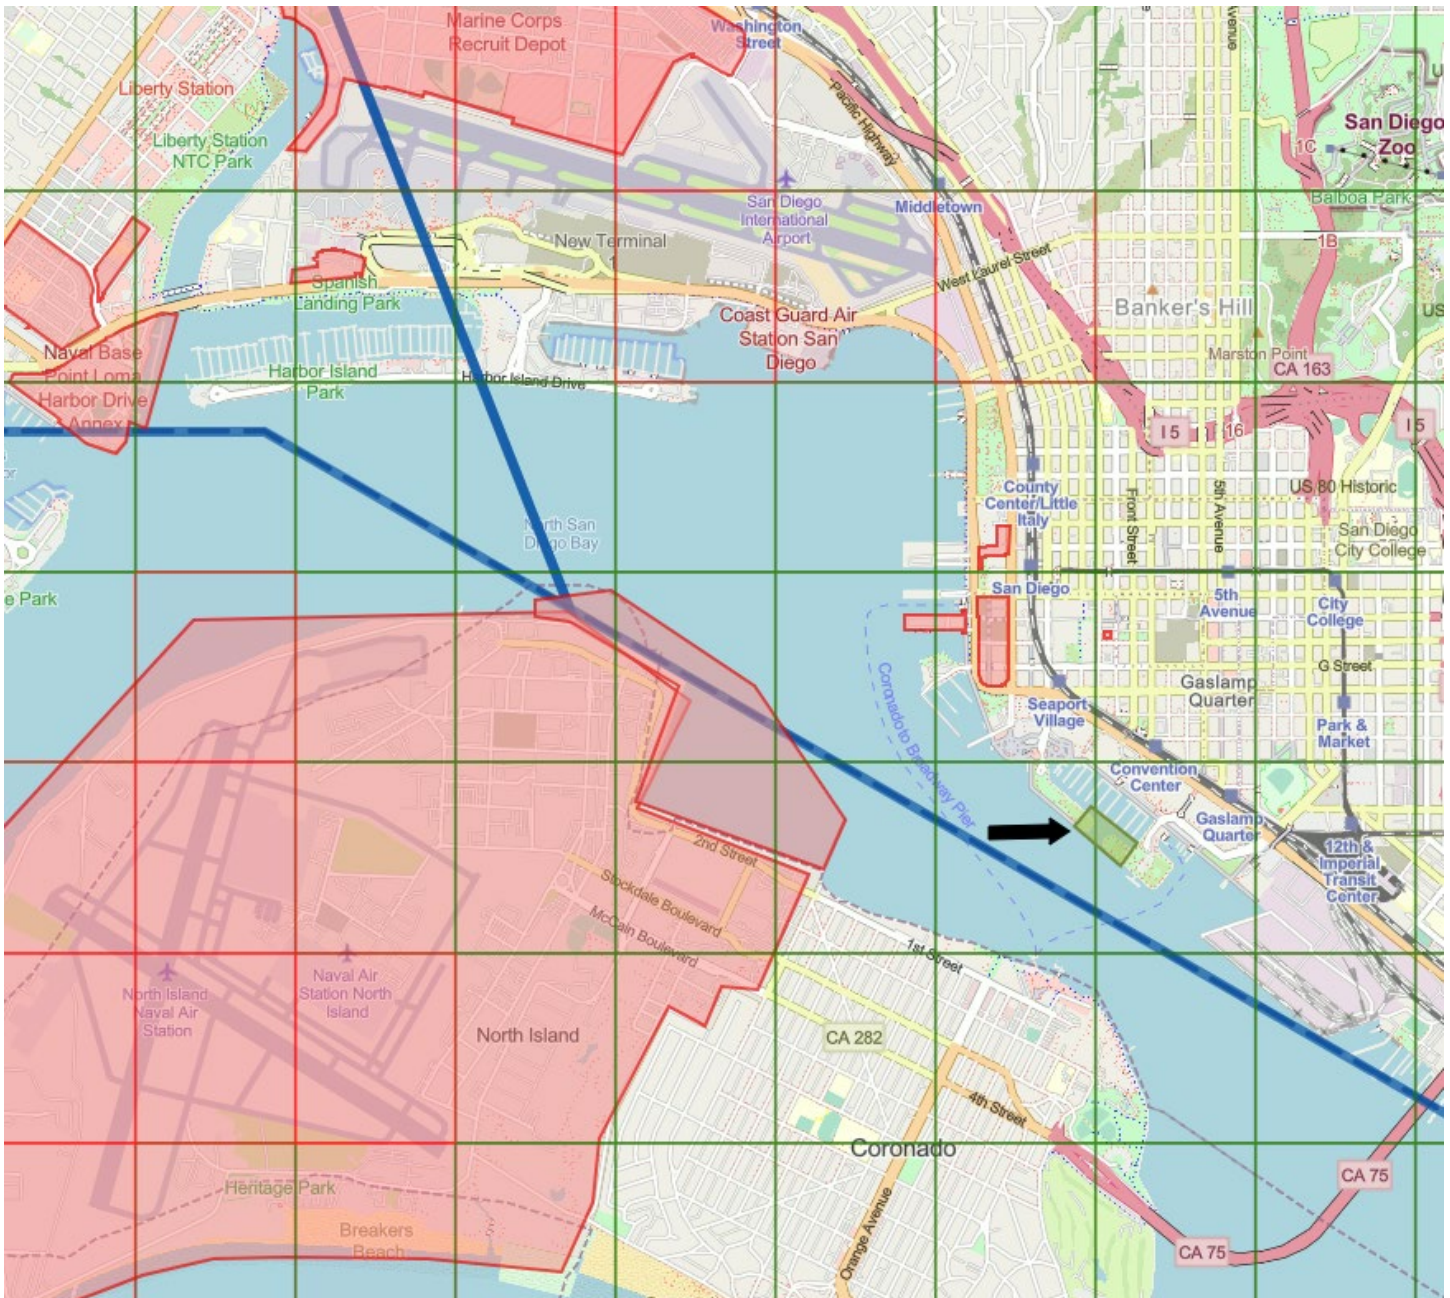 Marine Corps
Recruit Depot
Washington
Street
Liberty Station
Pacific Highway
Avenue
Liberty Station
NTC Park
San Diego
Zoo
1C
Balboa Park
San Diego
International
Airport
Middletown
New Terminal
West Laurel Street
1B
US
Spanish
Landing Park
Banker's Hill
Coast Guard Air
Station San
Diego
Naval Base
Point Loma
Harbor Drive
Annex
Marston Point
CA 163
Harbor Island
Park
Harbor Island Drive
I 5
16
I 5
County
Center/Little
Italy
Front Street
5th Avenue
US 80 Historic
North San
Diego Bay
San Diego
City College
San Diego
5th
Avenue
City
College
e Park
G Street
Coronado to Broadway Pier
Gaslamp
Quarter
Seaport
Village
Park &
Market
Convention
Center
Gaslamp
Quarter
12th &
Imperial
Transit
Center
2nd Street
Stockdale Boulevard
McCain Boulevard
1st Street
North Island
Naval Air
Station
Naval Air
Station North
Island
North Island
CA 282
4th Street
Coronado
CA 75
Heritage Park
Breakers
Beach
Orange Avenue
CA 75